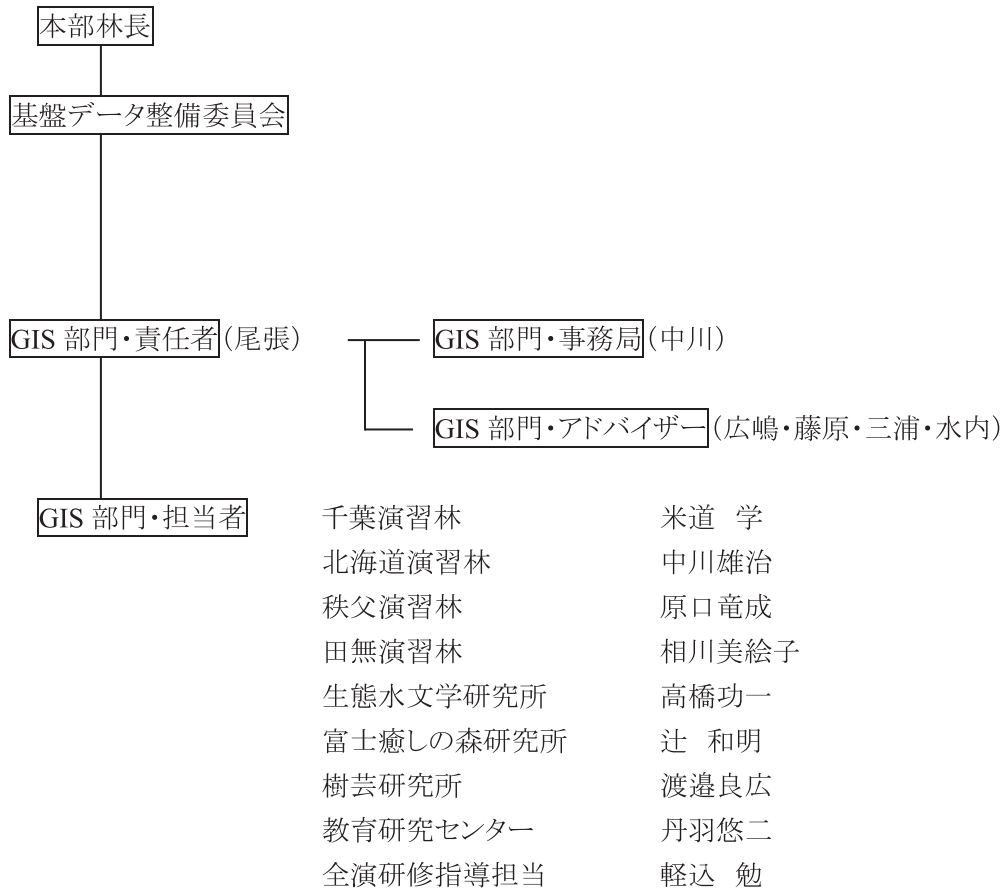 本部林長
基盤データ整備委員会
GIS 部門・責任者（尾張） GIS 部門・事務局（中川）
GIS 部門・アドバイザー（広嶋・藤原・三浦・水内）
GIS 部門・担当者 千葉演習林 米道 学
北海道演習林 中川雄治
秩父演習林 原口竜成
田無演習林 相川美絵子
生態水文学研究所 高橋功一
富士癒しの森研究所 辻 和明
樹芸研究所 渡邉良広
教育研究センター 丹羽悠二
全演研修指導担当 軽込 勉